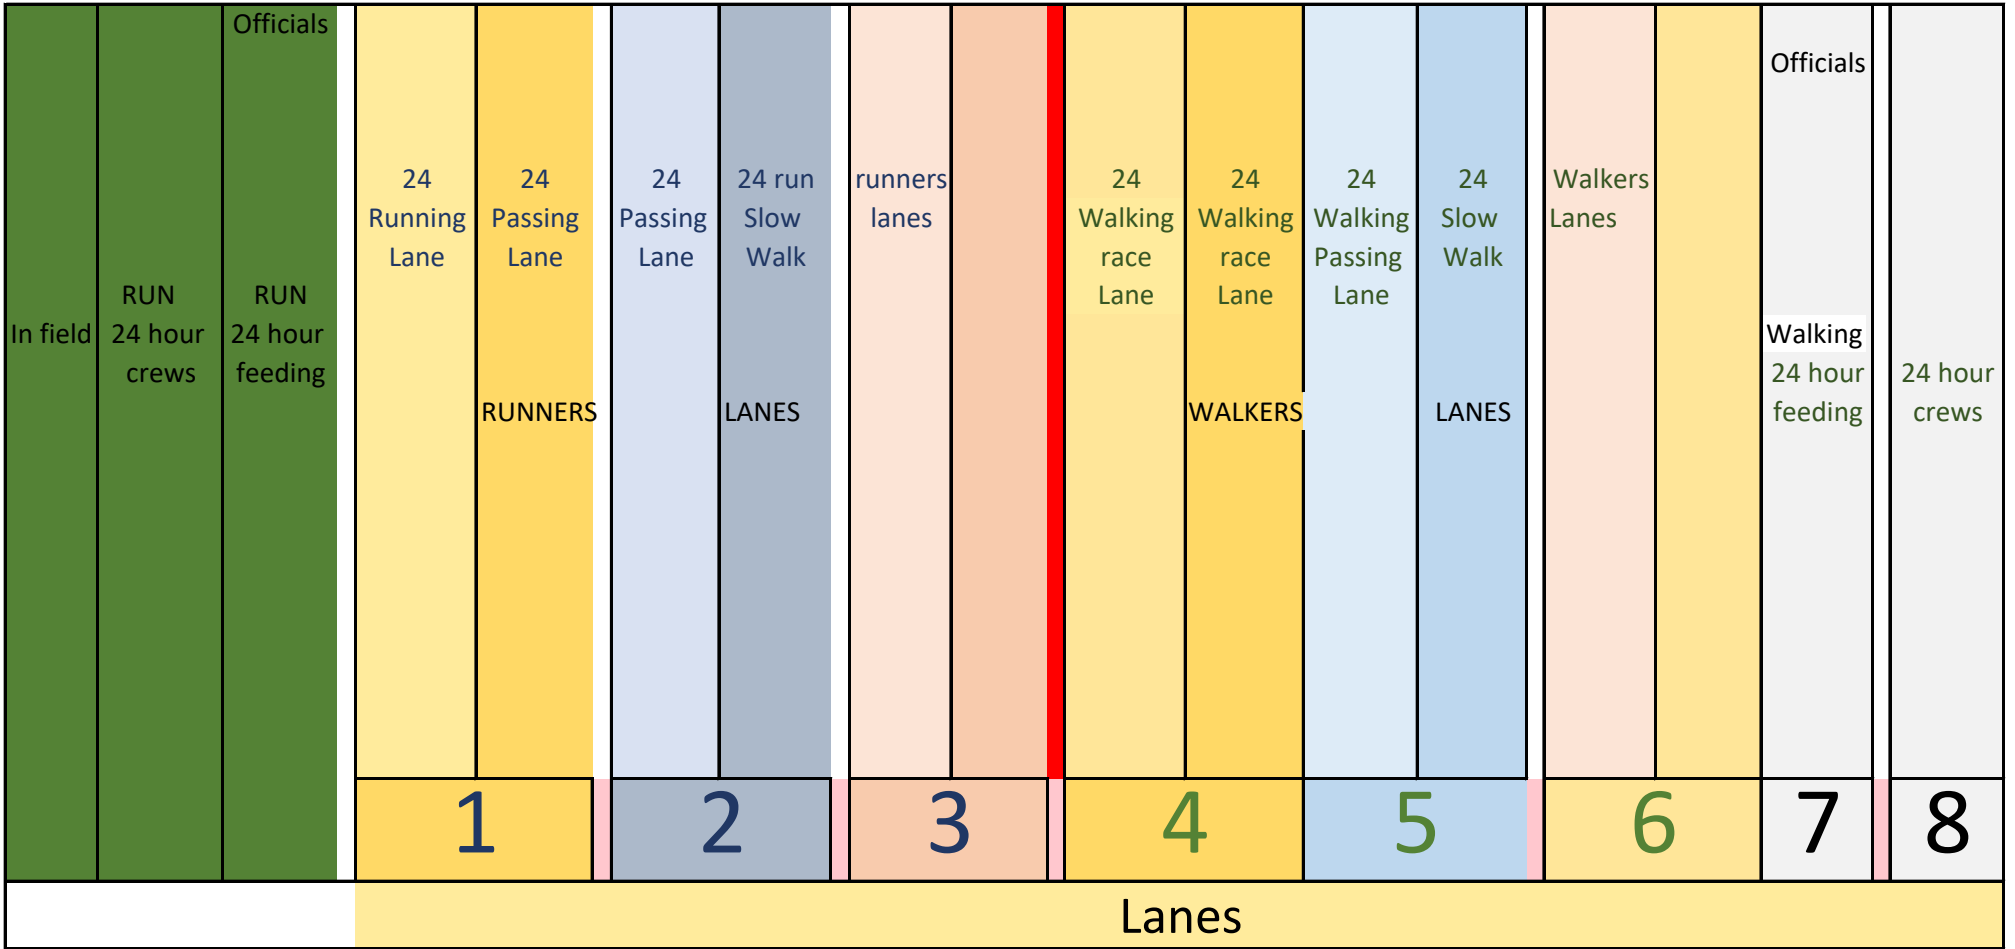 Officials
In field
RUN
24 hour
crews
RUN
24 hour
feeding
24
Running
Lane
24
Passing
Lane
RUNNERS
24
Passing
Lane
24 run
Slow
Walk
LANES
runners
lanes
24
Walking
race
Lane
24
Walking
race
Lane
WALKERS
24
Walking
Passing
Lane
24
Slow
Walk
LANES
Walkers
Lanes
Officials
Walking
24 hour
feeding
24 hour
crews
1
2
3
4
5
6
7
8
Lanes